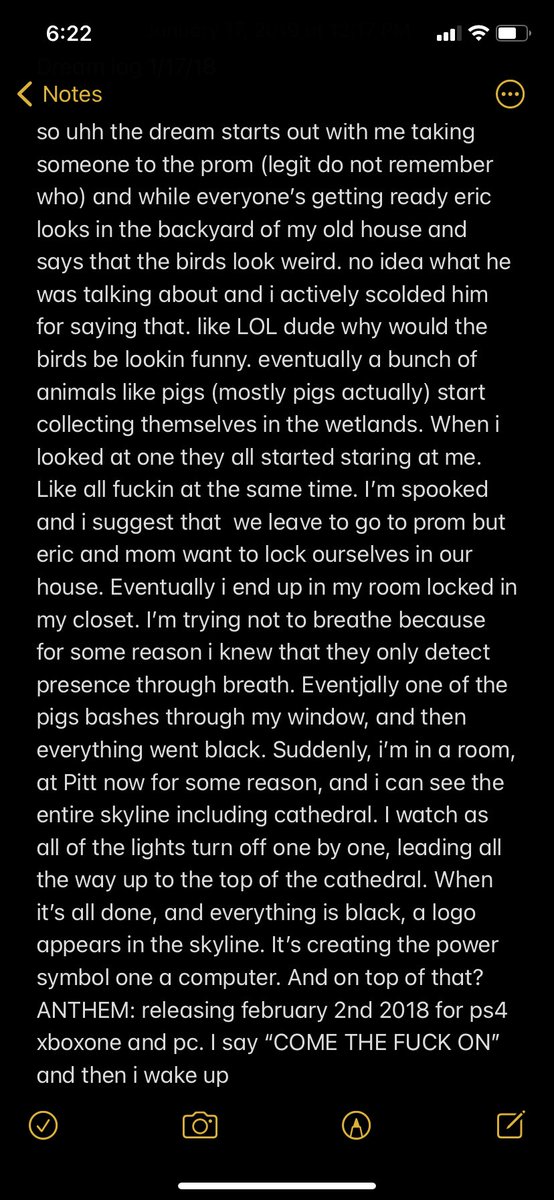 6:22
Dream log 1/17/18
Notes
so uhh the dream starts out with me taking
someone to the prom (legit do not remember
who) and while everyone’s getting ready eric
looks in the backyard of my old house and
says that the birds look weird. no idea what he
was talking about and i actively scolded him
for saying that. like LOL dude why would the
birds be lookin funny. eventually a bunch of
animals like pigs (mostly pigs actually) start
collecting themselves in the wetlands. When i
looked at one they all started staring at me.
Like all fuckin at the same time. I’m spooked
and i suggest that  we leave to go to prom but
eric and mom want to lock ourselves in our
house. Eventually i end up in my room locked in
my closet. I’m trying not to breathe because
for some reason i knew that they only detect
presence through breath. Eventjally one of the
pigs bashes through my window, and then
everything went black. Suddenly, i’m in a room,
at Pitt now for some reason, and i can see the
entire skyline including cathedral. I watch as
all of the lights turn off one by one, leading all
the way up to the top of the cathedral. When
it’s all done, and everything is black, a logo
appears in the skyline. It’s creating the power
symbol one a computer. And on top of that?
ANTHEM: releasing february 2nd 2018 for ps4
xboxone and pc. I say “COME THE FUCK ON”
and then i wake up